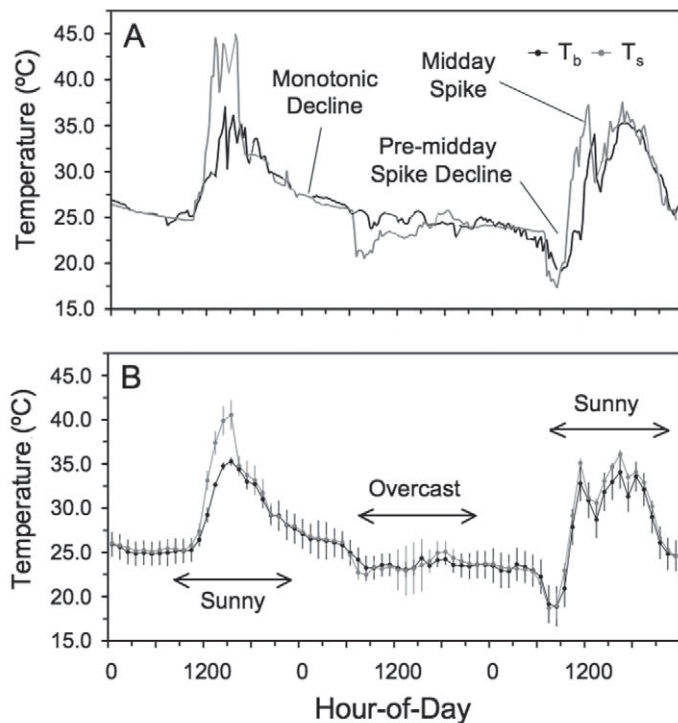 A
T_b T_s
Temperature (ºC)
45.0
40.0
35.0
30.0
25.0
20.0
15.0
Monotonic
Decline
Midday
Spike
Pre-midday
Spike Decline
B
Temperature (ºC)
45.0
40.0
35.0
30.0
25.0
20.0
15.0
Sunny
Overcast
Sunny
0 1200 0 1200 0 1200
Hour-of-Day